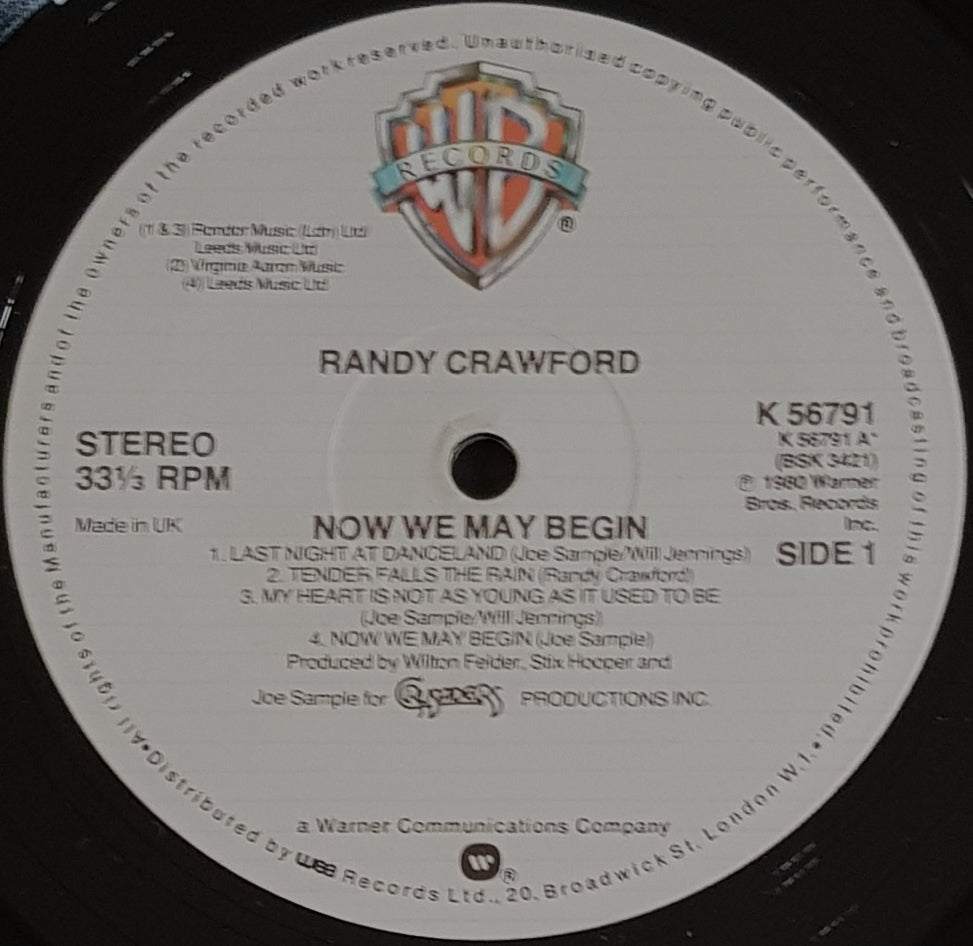 All rights of the Manufacturers and of the owners of the recorded work reserved. Unauthorised copying public performance and broadcasting of this work prohibited.
WB
RECORDS
®
(1 & 3) Rondor Music (Ldn) Ltd
Leeds Music Ltd
(2) Virginia Aaron Music
(4) Leeds Music Ltd
RANDY CRAWFORD
STEREO
33⅓ RPM
Made in UK
K 56791
K 56791 A*
(BSK 3421)
℗ 1980 Warner
Bros. Records
Inc.
SIDE 1
NOW WE MAY BEGIN
1. LAST NIGHT AT DANCELAND (Joe Sample/Will Jennings)
2. TENDER FALLS THE RAIN (Randy Crawford)
3. MY HEART IS NOT AS YOUNG AS IT USED TO BE
(Joe Sample/Will Jennings)
4. NOW WE MAY BEGIN (Joe Sample)
Produced by Wilton Felder, Stix Hooper and
Joe Sample for CRUSADERS PRODUCTIONS INC.
a Warner Communications Company
®
•Distributed by wea Records Ltd., 20, Broadwick St, London W.1.•